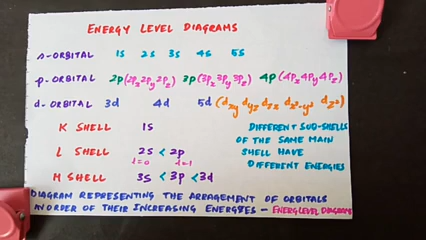 ENERGY LEVEL DIAGRAMS
s-ORBITAL 1s 2s 3s 4s 5s
p-ORBITAL 2p(2px 2py 2pz) 3p(3px 3py 3pz) 4p(4px 4py 4pz)
d-ORBITAL 3d 4d 5d (dxy dyz dzx dx²-y² dz²)
K SHELL 1s
L SHELL 2s < 2p
l=0 l=1
M SHELL 3s < 3p < 3d
DIFFERENT SUB-SHELLS
OF THE SAME MAIN
SHELL HAVE
DIFFERENT ENERGIES
DIAGRAM REPRESENTING THE ARRAGEMENT OF ORBITALS
IN ORDER OF THEIR INCREASING ENERGIES - ENERGY LEVEL DIAGRAMS